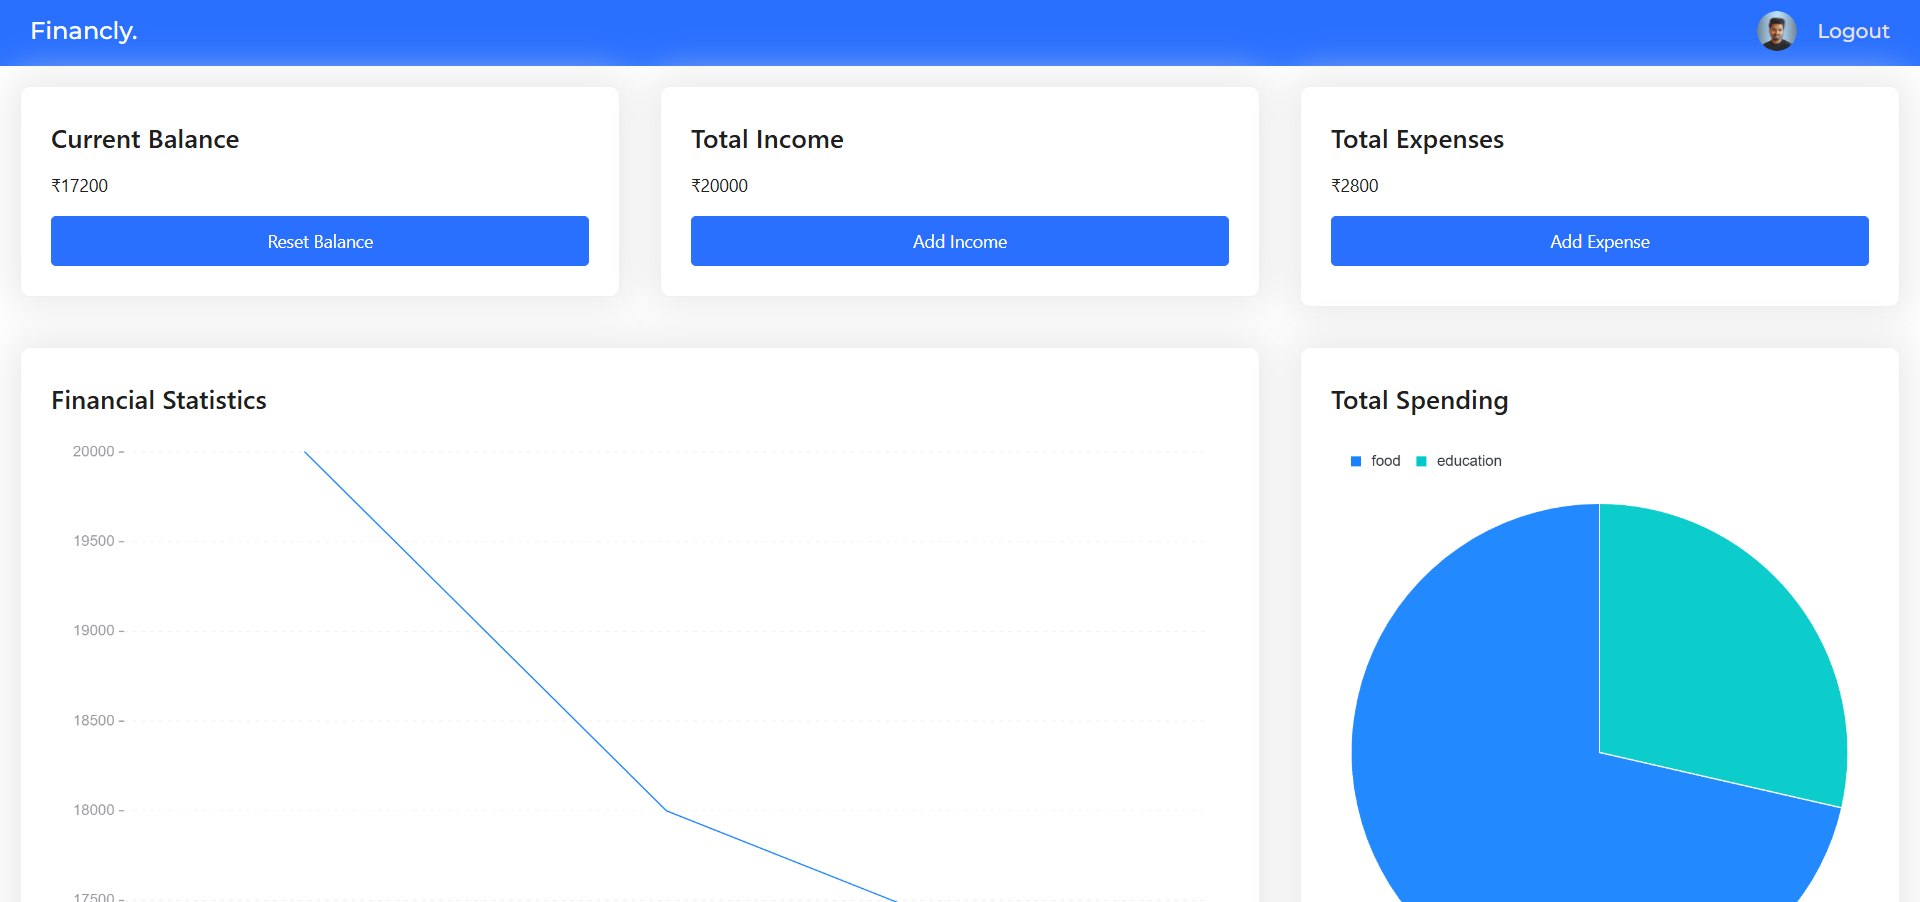 Financly.
Logout
Current Balance
₹17200
Reset Balance
Total Income
₹20000
Add Income
Total Expenses
₹2800
Add Expense
Financial Statistics
20000
19500
19000
18500
18000
17500
Total Spending
food
education